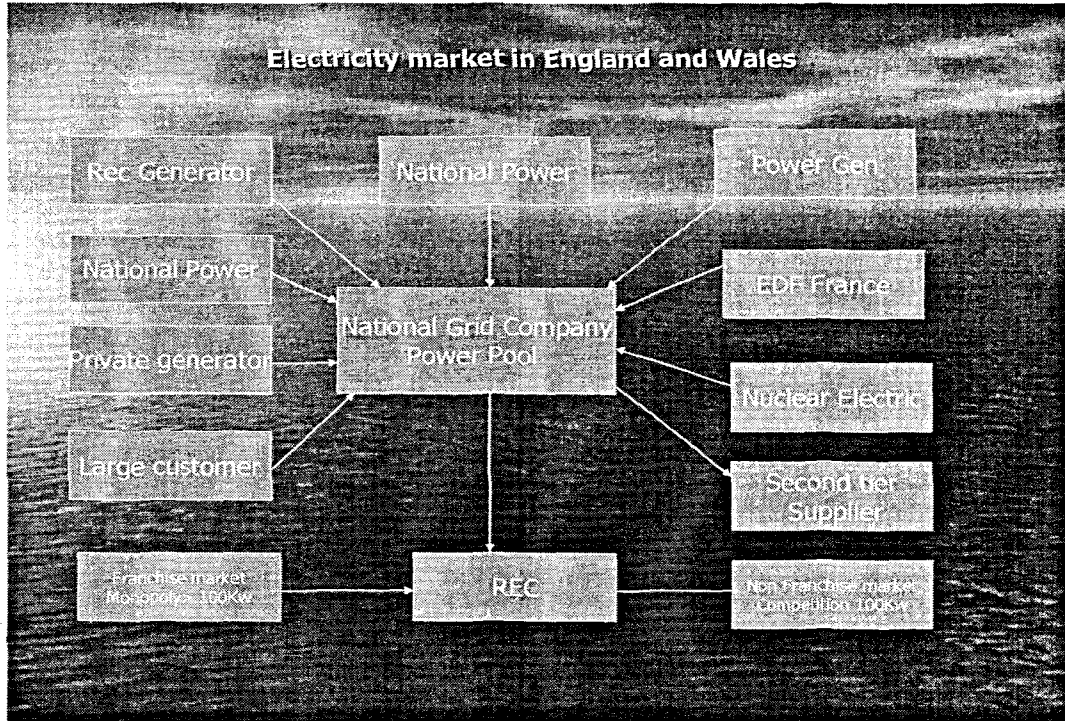 Electricity market in England and Wales
Rec Generator
National Power
Power Gen
National Power
EDF France
National Grid Company
Power Pool
Private generator
Nuclear Electric
Large customer
Second tier
Supplier
Franchise market
100Kw
REC
Non Franchise market
Competition 100Kw